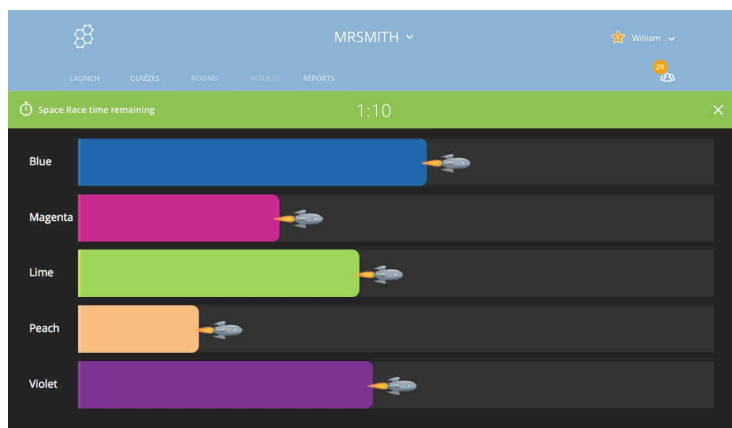 MRSMITH
William
LAUNCH QUIZZES ROOMS RESULTS REPORTS
29
Space Race time remaining 1:10
Blue
Magenta
Lime
Peach
Violet